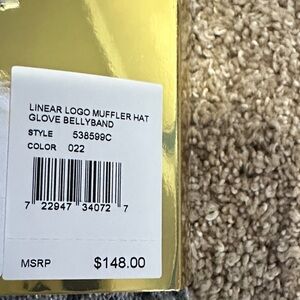 LINEAR LOGO MUFFLER HAT
GLOVE BELLYBAND
STYLE 538599C
COLOR 022
7 22947 34072 7
MSRP $148.00